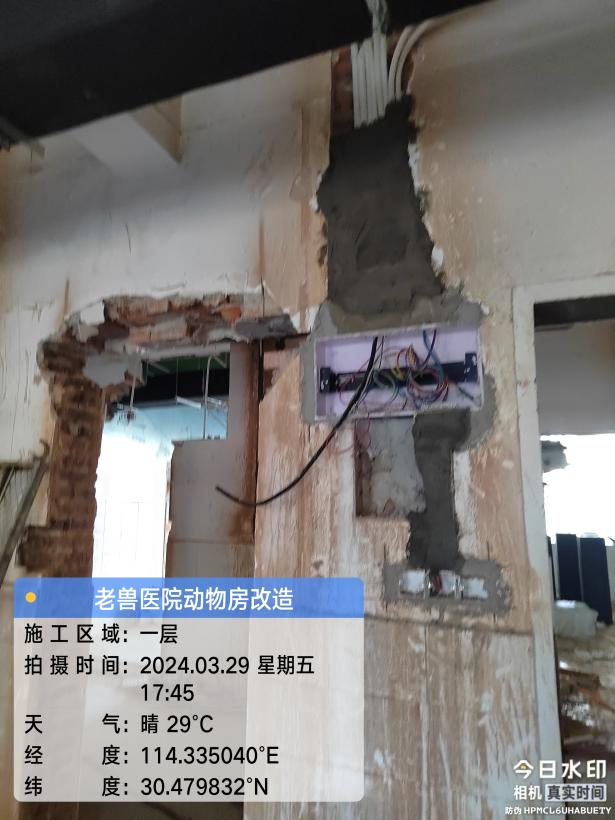 老兽医院动物房改造
施工区域：一层
拍摄时间：2024.03.29 星期五
17:45
天气：晴 29℃
经度：114.335040°E
纬度：30.479832°N
今日水印
相机 真实时间
防伪 HPMCL6UHABUETY